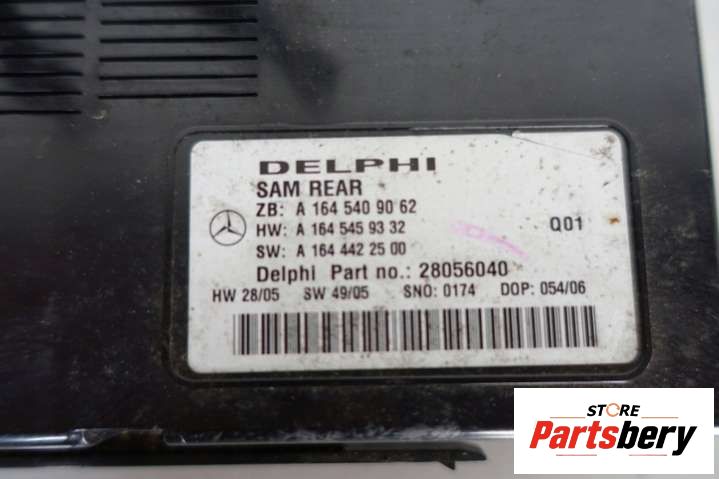 DELPHI
SAM REAR
ZB: A 164 540 90 62
HW: A 164 545 93 32
Q01
SW: A 164 442 25 00
Delphi Part no.: 28056040
HW 28/05 SW 49/05 SNO: 0174 DOP: 054/06
STORE
Partsbery